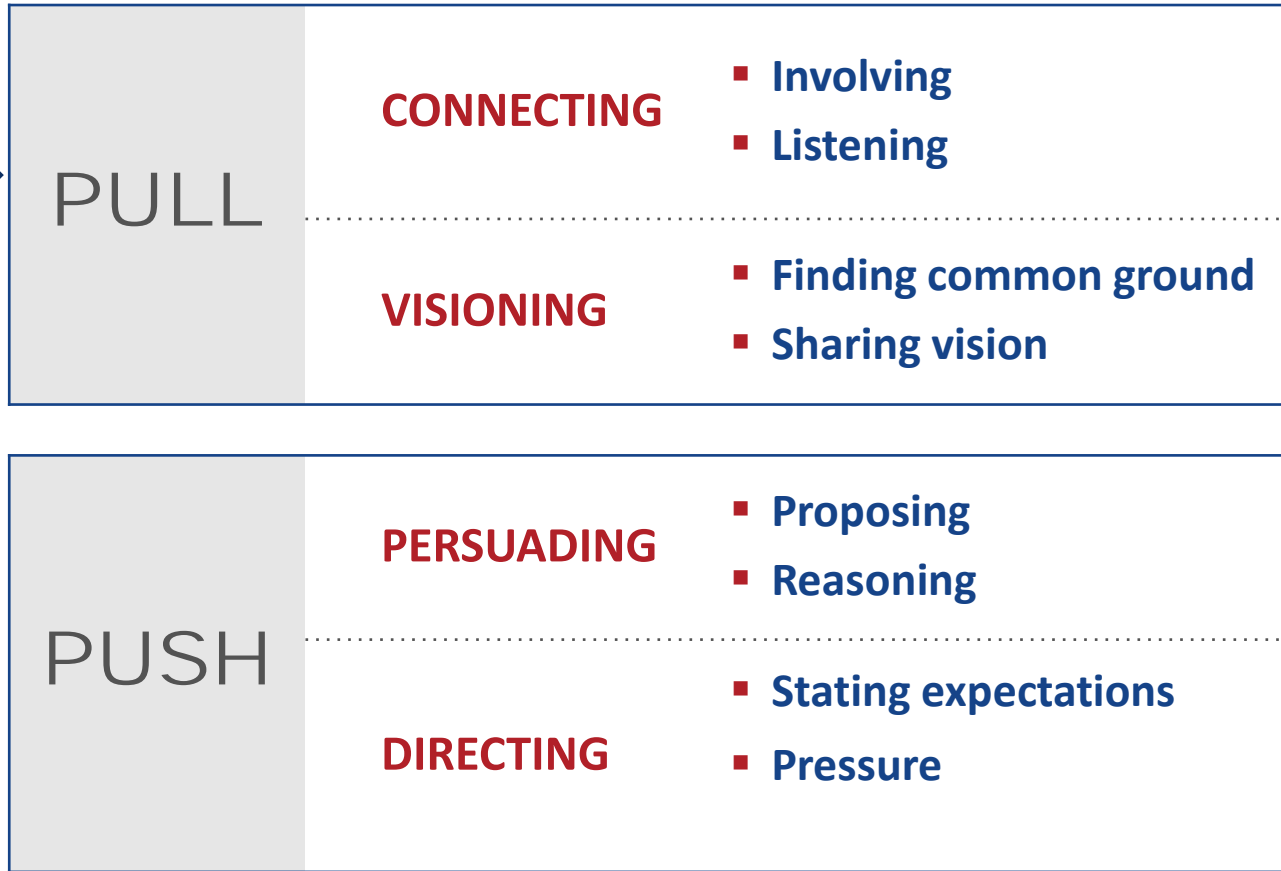 PULL
CONNECTING
▪ Involving
▪ Listening
VISIONING
▪ Finding common ground
▪ Sharing vision
PUSH
PERSUADING
▪ Proposing
▪ Reasoning
DIRECTING
▪ Stating expectations
▪ Pressure